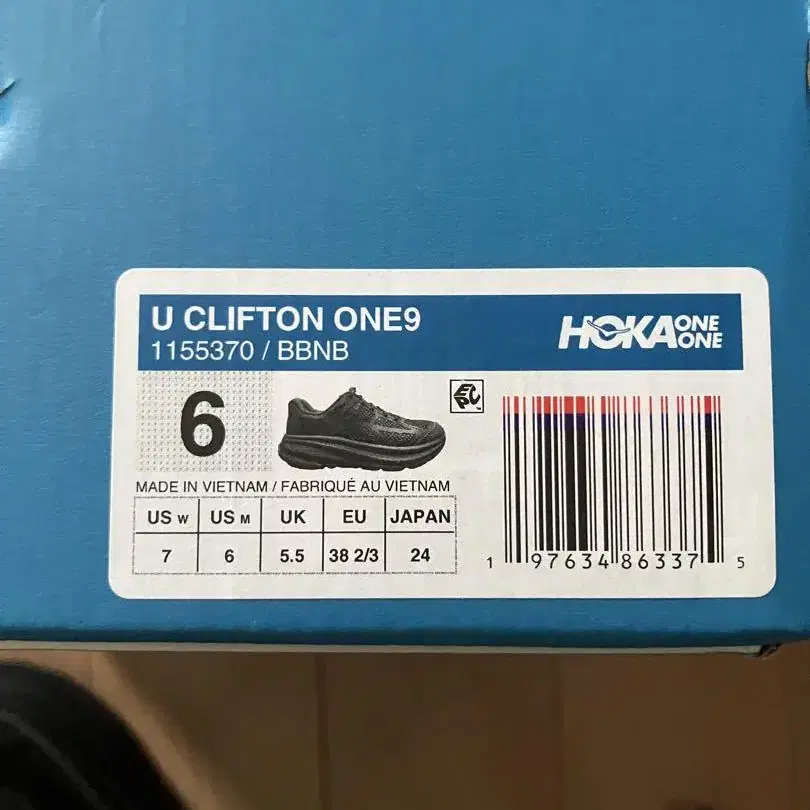 U CLIFTON ONE9
1155370 / BBNB
HOKA ONE ONE
6
EPC
MADE IN VIETNAM / FABRIQUÉ AU VIETNAM
US W US M UK EU JAPAN
7 6 5.5 38 2/3 24
1 97634 86337 5